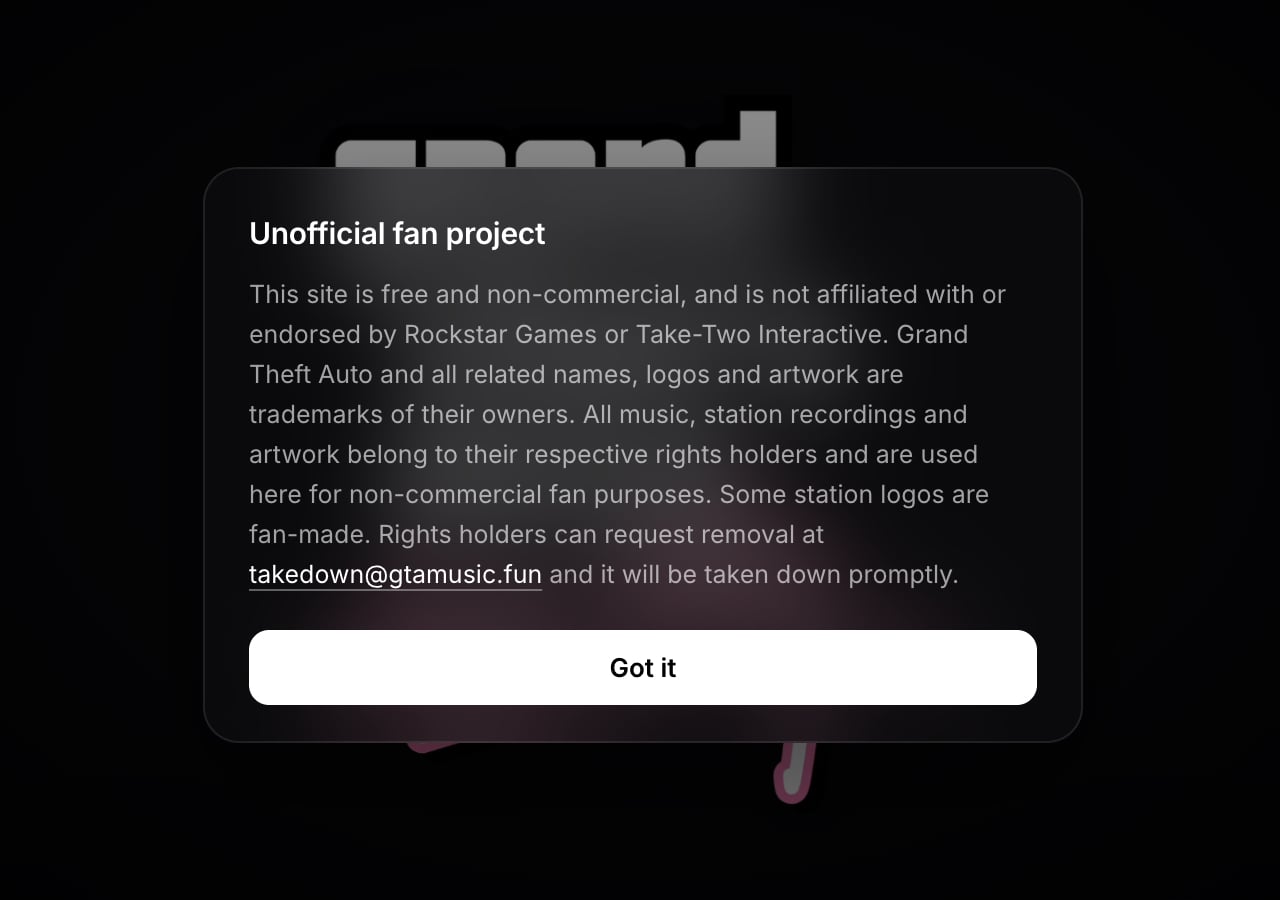 Unofficial fan project
This site is free and non-commercial, and is not affiliated with or
endorsed by Rockstar Games or Take-Two Interactive. Grand
Theft Auto and all related names, logos and artwork are
trademarks of their owners. All music, station recordings and
artwork belong to their respective rights holders and are used
here for non-commercial fan purposes. Some station logos are
fan-made. Rights holders can request removal at
takedown@gtamusic.fun and it will be taken down promptly.
Got it